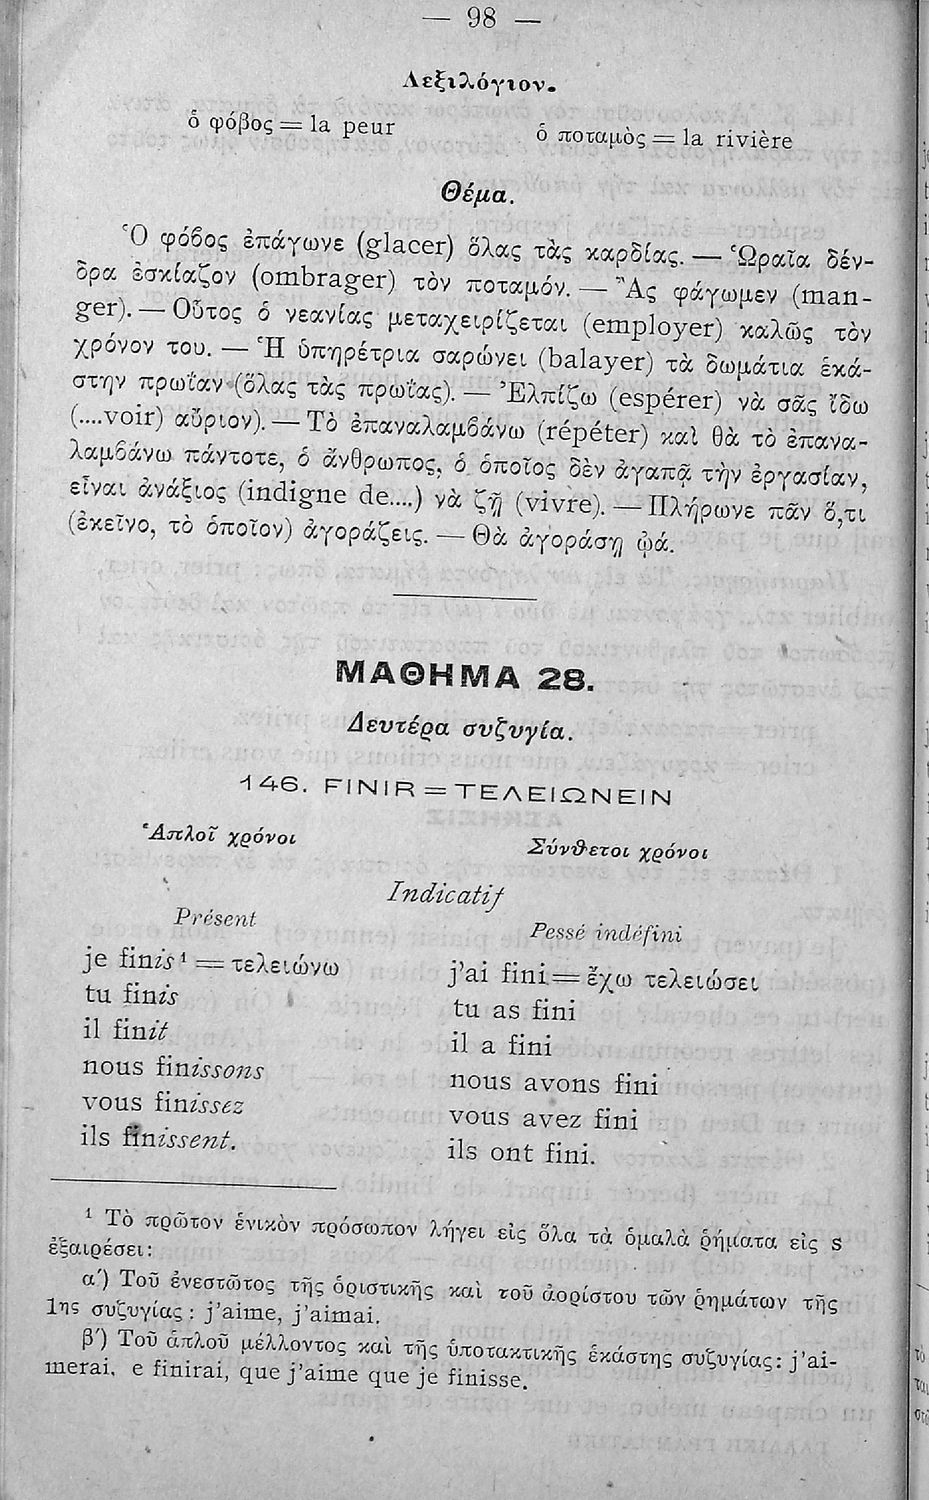 — 98 —
Λεξιλόγιον.
ὁ φόβος = la peur ὁ ποταμὸς = la rivière
Θέμα.
Ὁ φόβος ἐπάγωνε (glacer) ὅλας τὰς καρδίας. — Ὡραῖα δέν-
δρα ἐσκίαζον (ombrager) τὸν ποταμόν. — Ἂς φάγωμεν (man-
ger). — Οὗτος ὁ νεανίας μεταχειρίζεται (employer) καλῶς τὸν
χρόνον του. — Ἡ ὑπηρέτρια σαρώνει (balayer) τὰ δωμάτια ἑκά-
στην πρωΐαν (ὅλας τὰς πρωΐας). — Ἐλπίζω (espérer) νὰ σᾶς ἴδω
(....voir) αὔριον). — Τὸ ἐπαναλαμβάνω (répéter) καὶ θὰ τὸ ἐπανα-
λαμβάνω πάντοτε, ὁ ἄνθρωπος, ὁ ὁποῖος δὲν ἀγαπᾷ τὴν ἐργασίαν,
εἶναι ἀνάξιος (indigne de....) νὰ ζῇ (vivre). — Πλήρωνε πᾶν ὅ,τι
(ἐκεῖνο, τὸ ὁποῖον) ἀγοράζεις. — Θὰ ἀγοράσῃ ᾠά.
ΜΑΘΗΜΑ 28.
Δευτέρα συζυγία.
146. FINIR = ΤΕΛΕΙΩΝΕΙΝ
Ἁπλοῖ χρόνοι Σύνθετοι χρόνοι
Indicatif
Présent Pessé indéfini
je finis¹ = τελειώνω j'ai fini = ἔχω τελειώσει
tu finis tu as fini
il finit il a fini
nous finissons nous avons fini
vous finissez vous avez fini
ils finissent. ils ont fini.
¹ Τὸ πρῶτον ἑνικὸν πρόσωπον λήγει εἰς ὅλα τὰ ὁμαλὰ ῥήματα εἰς s
ἐξαιρέσει:
α') Τοῦ ἐνεστῶτος τῆς ὁριστικῆς καὶ τοῦ ἀορίστου τῶν ῥημάτων τῆς
1ης συζυγίας : j'aime, j'aimai.
β') Τοῦ ἁπλοῦ μέλλοντος καὶ τῆς ὑποτακτικῆς ἑκάστης συζυγίας: j'ai-
merai, e finirai, que j'aime que je finisse.